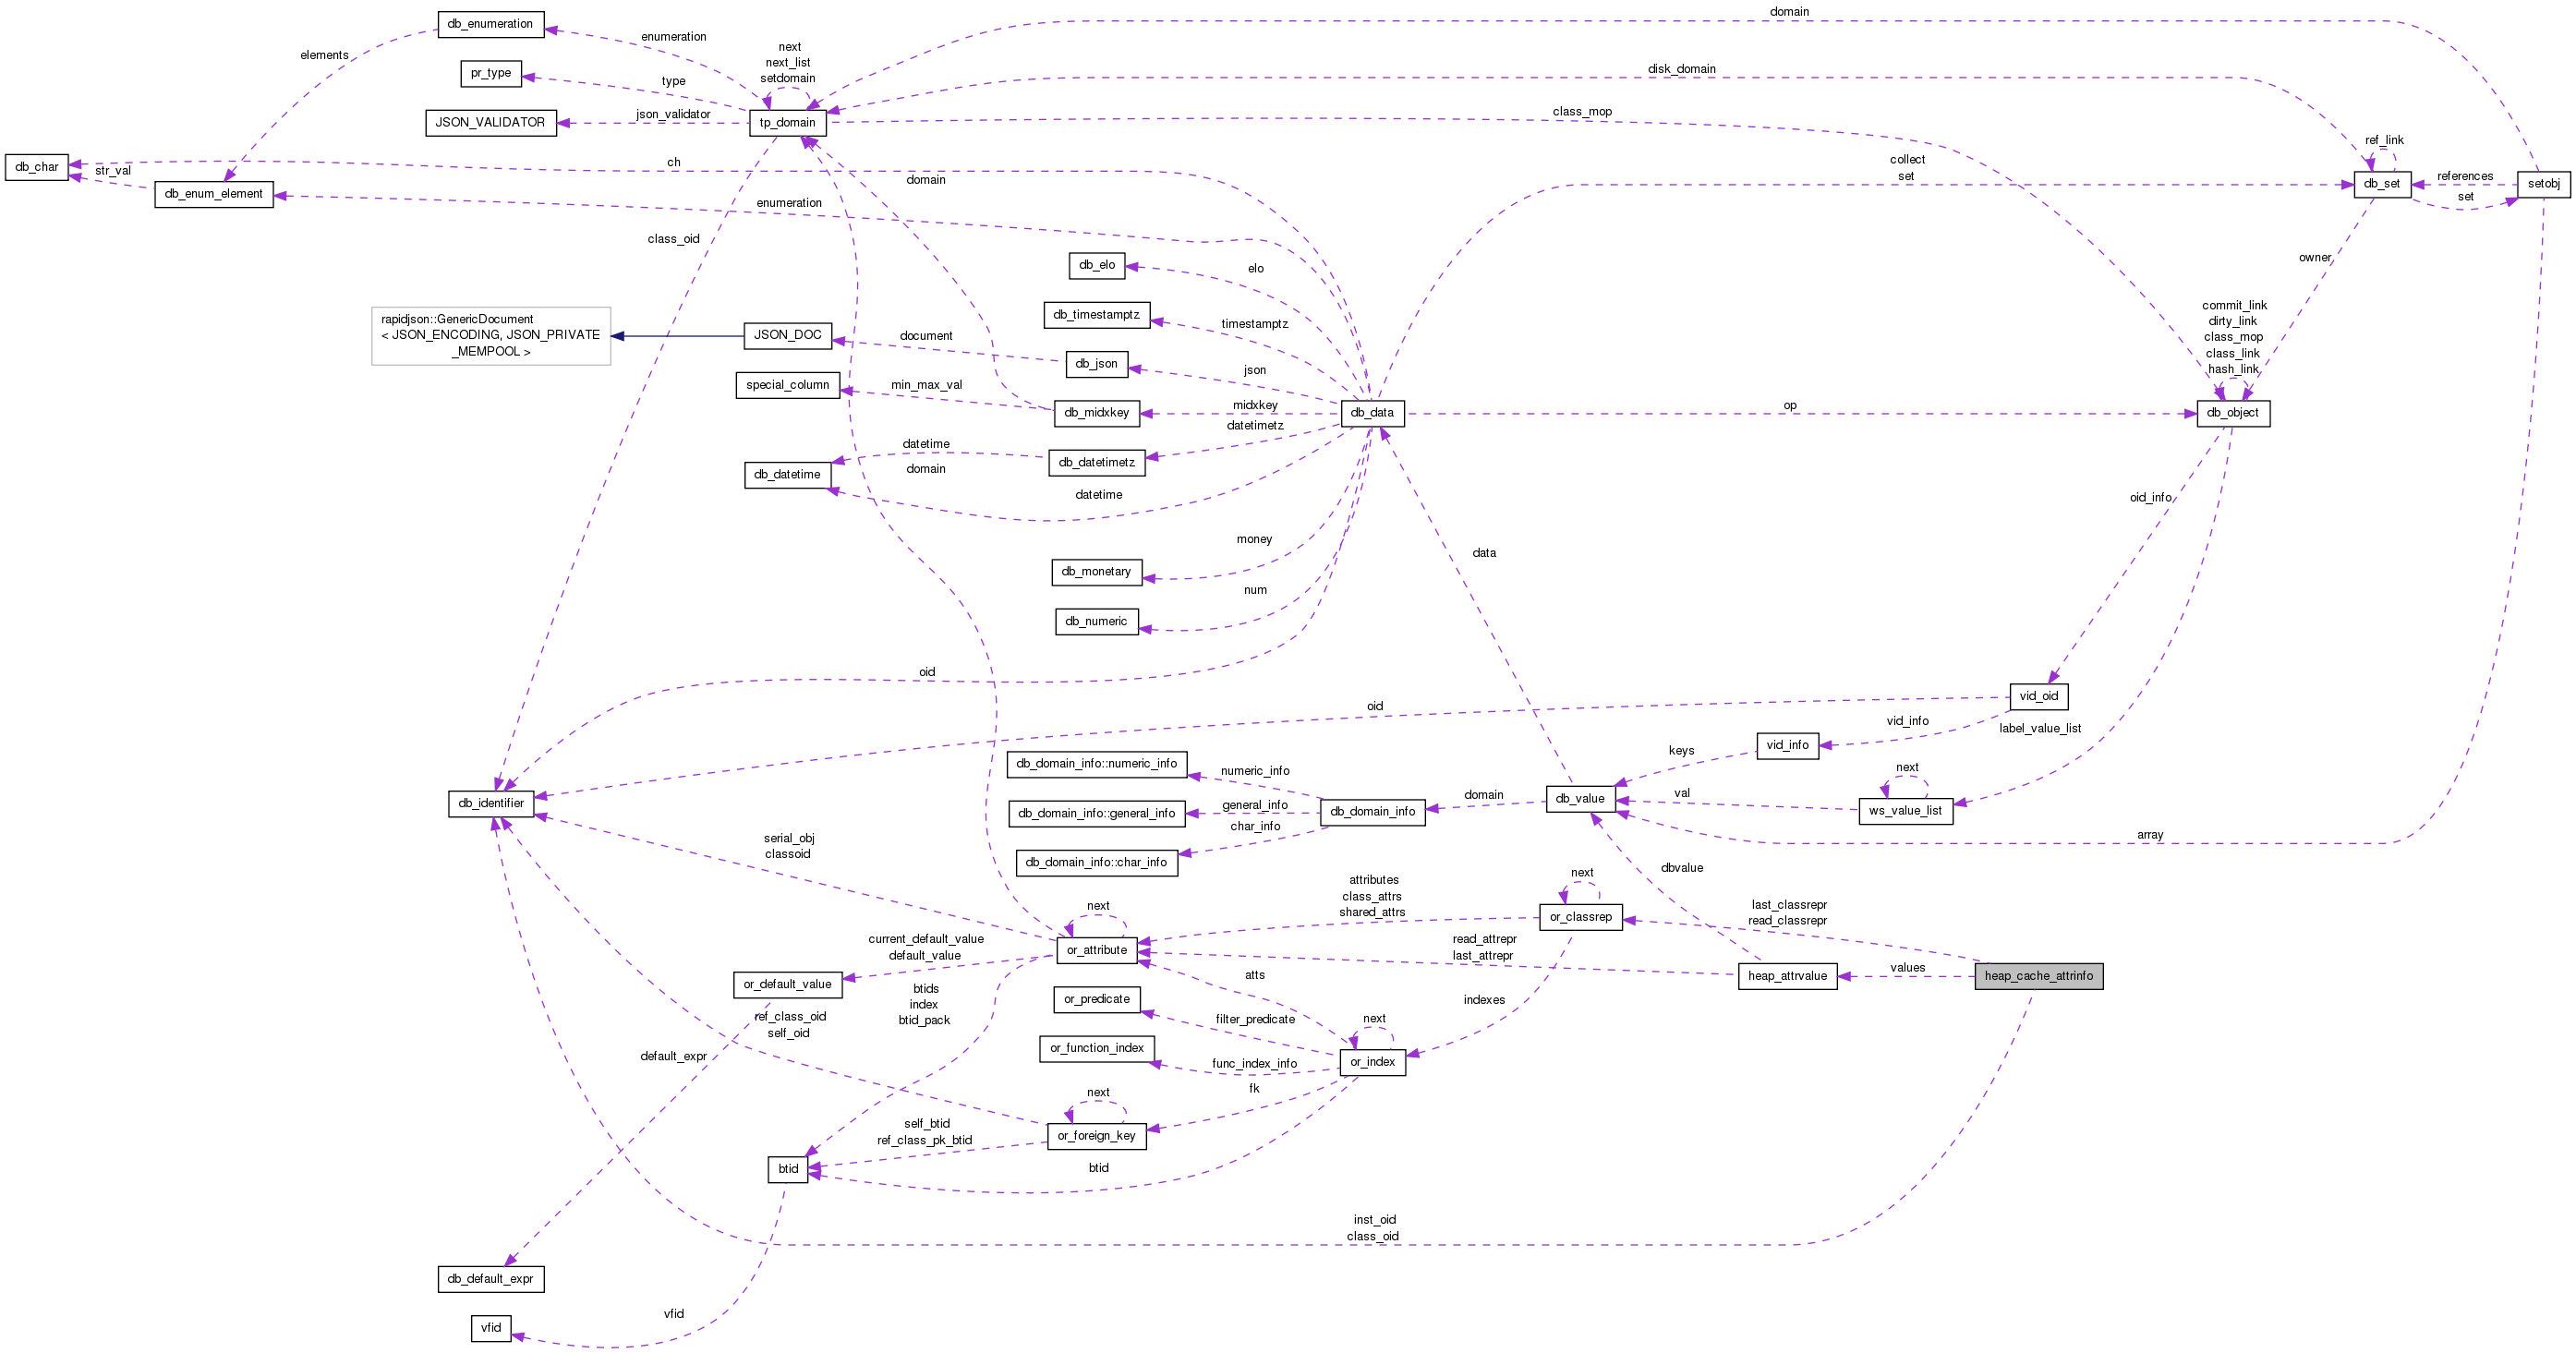 domain
db_enumeration
enumeration
next
next_list
setdomain
elements
pr_type
type
disk_domain
JSON_VALIDATOR
json_validator
tp_domain
class_mop
ref_link
db_char
str_val
ch
db_enum_element
domain
enumeration
collect
set
db_set
references
set
setobj
class_oid
owner
db_elo
elo
rapidjson::GenericDocument
< JSON_ENCODING, JSON_PRIVATE
_MEMPOOL >
JSON_DOC
document
db_timestamptz
timestamptz
commit_link
dirty_link
class_mop
class_link
hash_link
db_json
json
special_column
min_max_val
db_midxkey
midxkey
db_data
op
db_object
datetimetz
datetime
domain
db_datetime
db_datetimetz
datetime
oid_info
data
db_monetary
money
db_numeric
num
oid
oid
vid_oid
vid_info
vid_info
label_value_list
keys
db_domain_info::numeric_info
numeric_info
next
db_identifier
domain
db_value
val
ws_value_list
db_domain_info::general_info
general_info
db_domain_info
char_info
array
db_domain_info::char_info
serial_obj
classoid
dbvalue
attributes
class_attrs
shared_attrs
next
or_classrep
last_classrepr
read_classrepr
next
or_attribute
current_default_value
default_value
read_attrepr
last_attrepr
or_default_value
atts
heap_attrvalue
values
heap_cache_attrinfo
btids
index
btid_pack
or_predicate
filter_predicate
indexes
ref_class_oid
self_oid
next
or_function_index
func_index_info
or_index
default_expr
fk
next
self_btid
ref_class_pk_btid
or_foreign_key
btid
btid
inst_oid
class_oid
db_default_expr
vfid
vfid